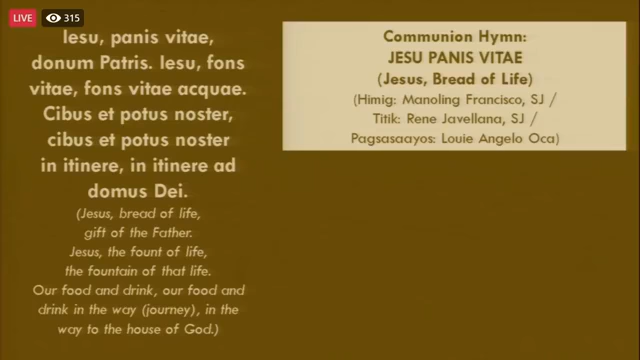 LIVE 315
Iesu, panis vitae,
donum Patris. Iesu, fons
vitae, fons vitae acquae.
Cibus et potus noster,
cibus et potus noster
in itinere, in itinere ad
domus Dei.
(Jesus, bread of life,
gift of the Father.
Jesus, the fount of life,
the fountain of that life.
Our food and drink, our food and
drink in the way (journey), in the
way to the house of God.)
Communion Hymn:
JESU PANIS VITAE
(Jesus, Bread of Life)
(Himig: Manoling Francisco, SJ /
Titik: Rene Javellana, SJ /
Pagsasaayos: Louie Angelo Oca)